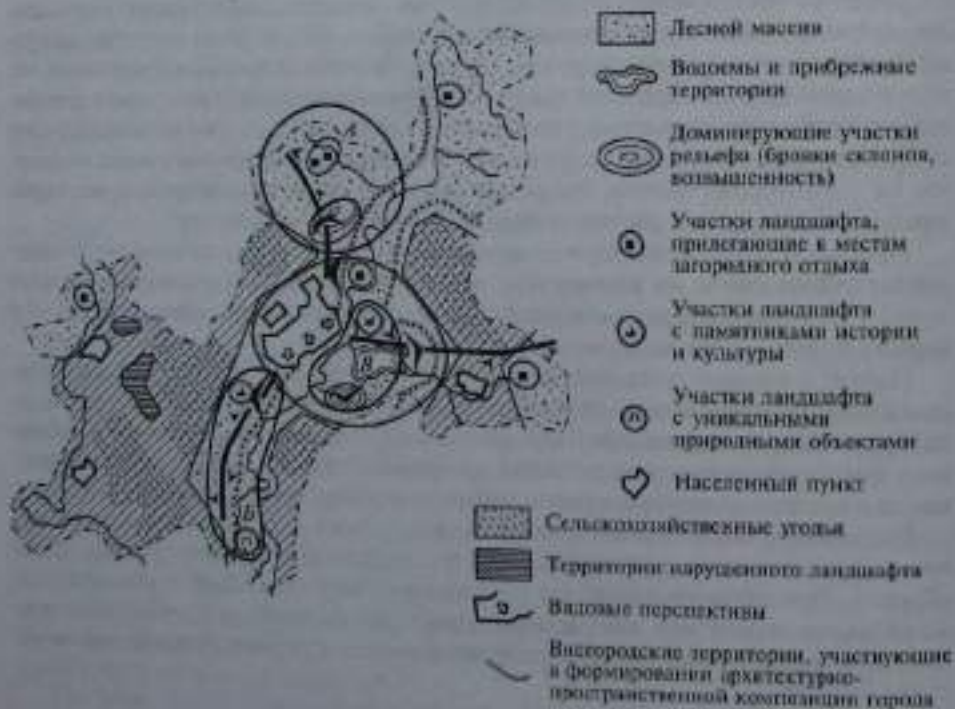 Лесной массив
Водоемы и прибрежные
территории
Доминирующие участки
рельефа (бровки склонов,
возвышенность)
Участки ландшафта,
прилегающие к местам
загородного отдыха
Участки ландшафта
с памятниками истории
и культуры
Участки ландшафта
с уникальными
природными объектами
Населенный пункт
Сельскохозяйственные угодья
Территории нарушенного ландшафта
Видовые перспективы
Внегородские территории, участвующие
в формировании архитектурно-
пространственной композиции города